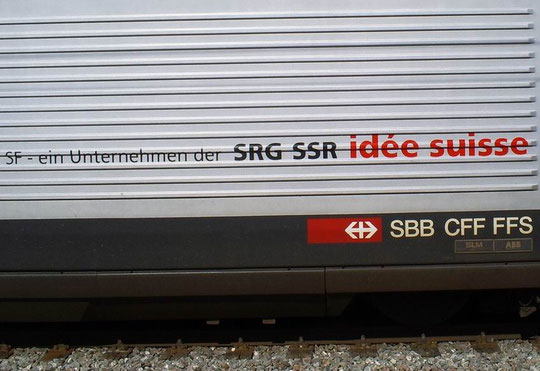 SF - ein Unternehmen der SRG SSR idée suisse
SBB CFF FFS
SLM ABB